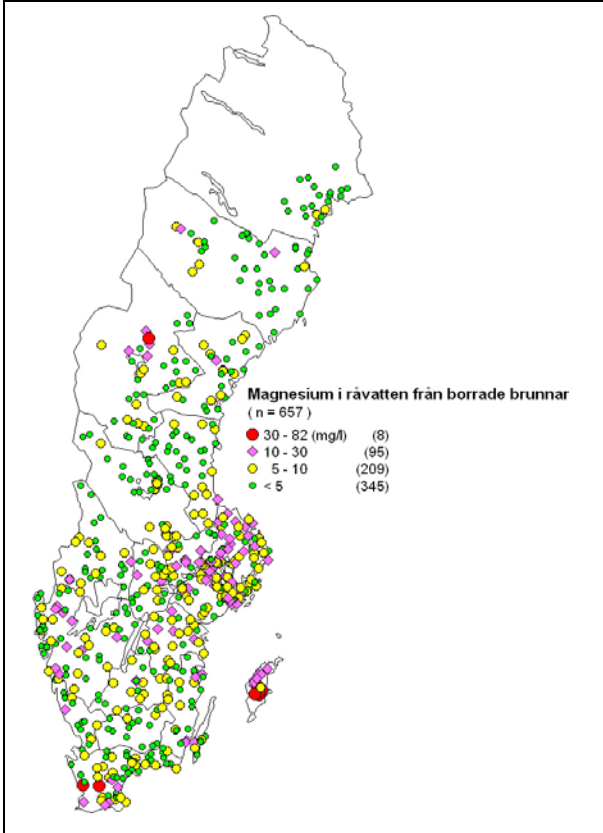 Magnesium i råvatten från borrade brunnar
( n = 657 )
30 - 82 (mg/l) (8)
10 - 30 (95)
5 - 10 (209)
< 5 (345)